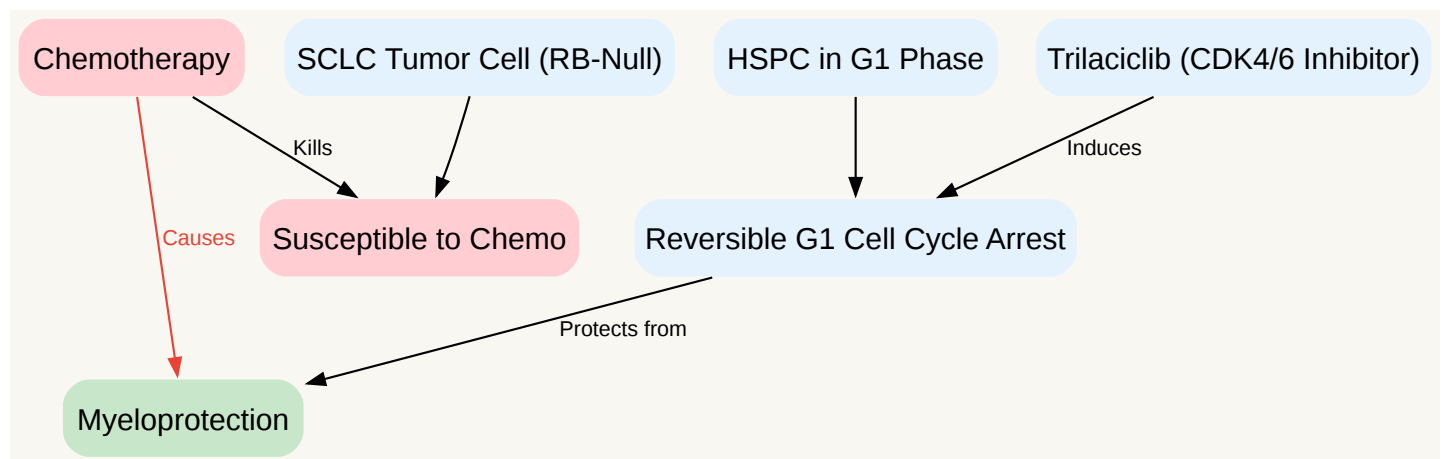 Chemotherapy
SCLC Tumor Cell (RB-Null)
HSPC in G1 Phase
Trilaciclib (CDK4/6 Inhibitor)
Kills
Induces
Causes
Susceptible to Chemo
Reversible G1 Cell Cycle Arrest
Protects from
Myeloprotection